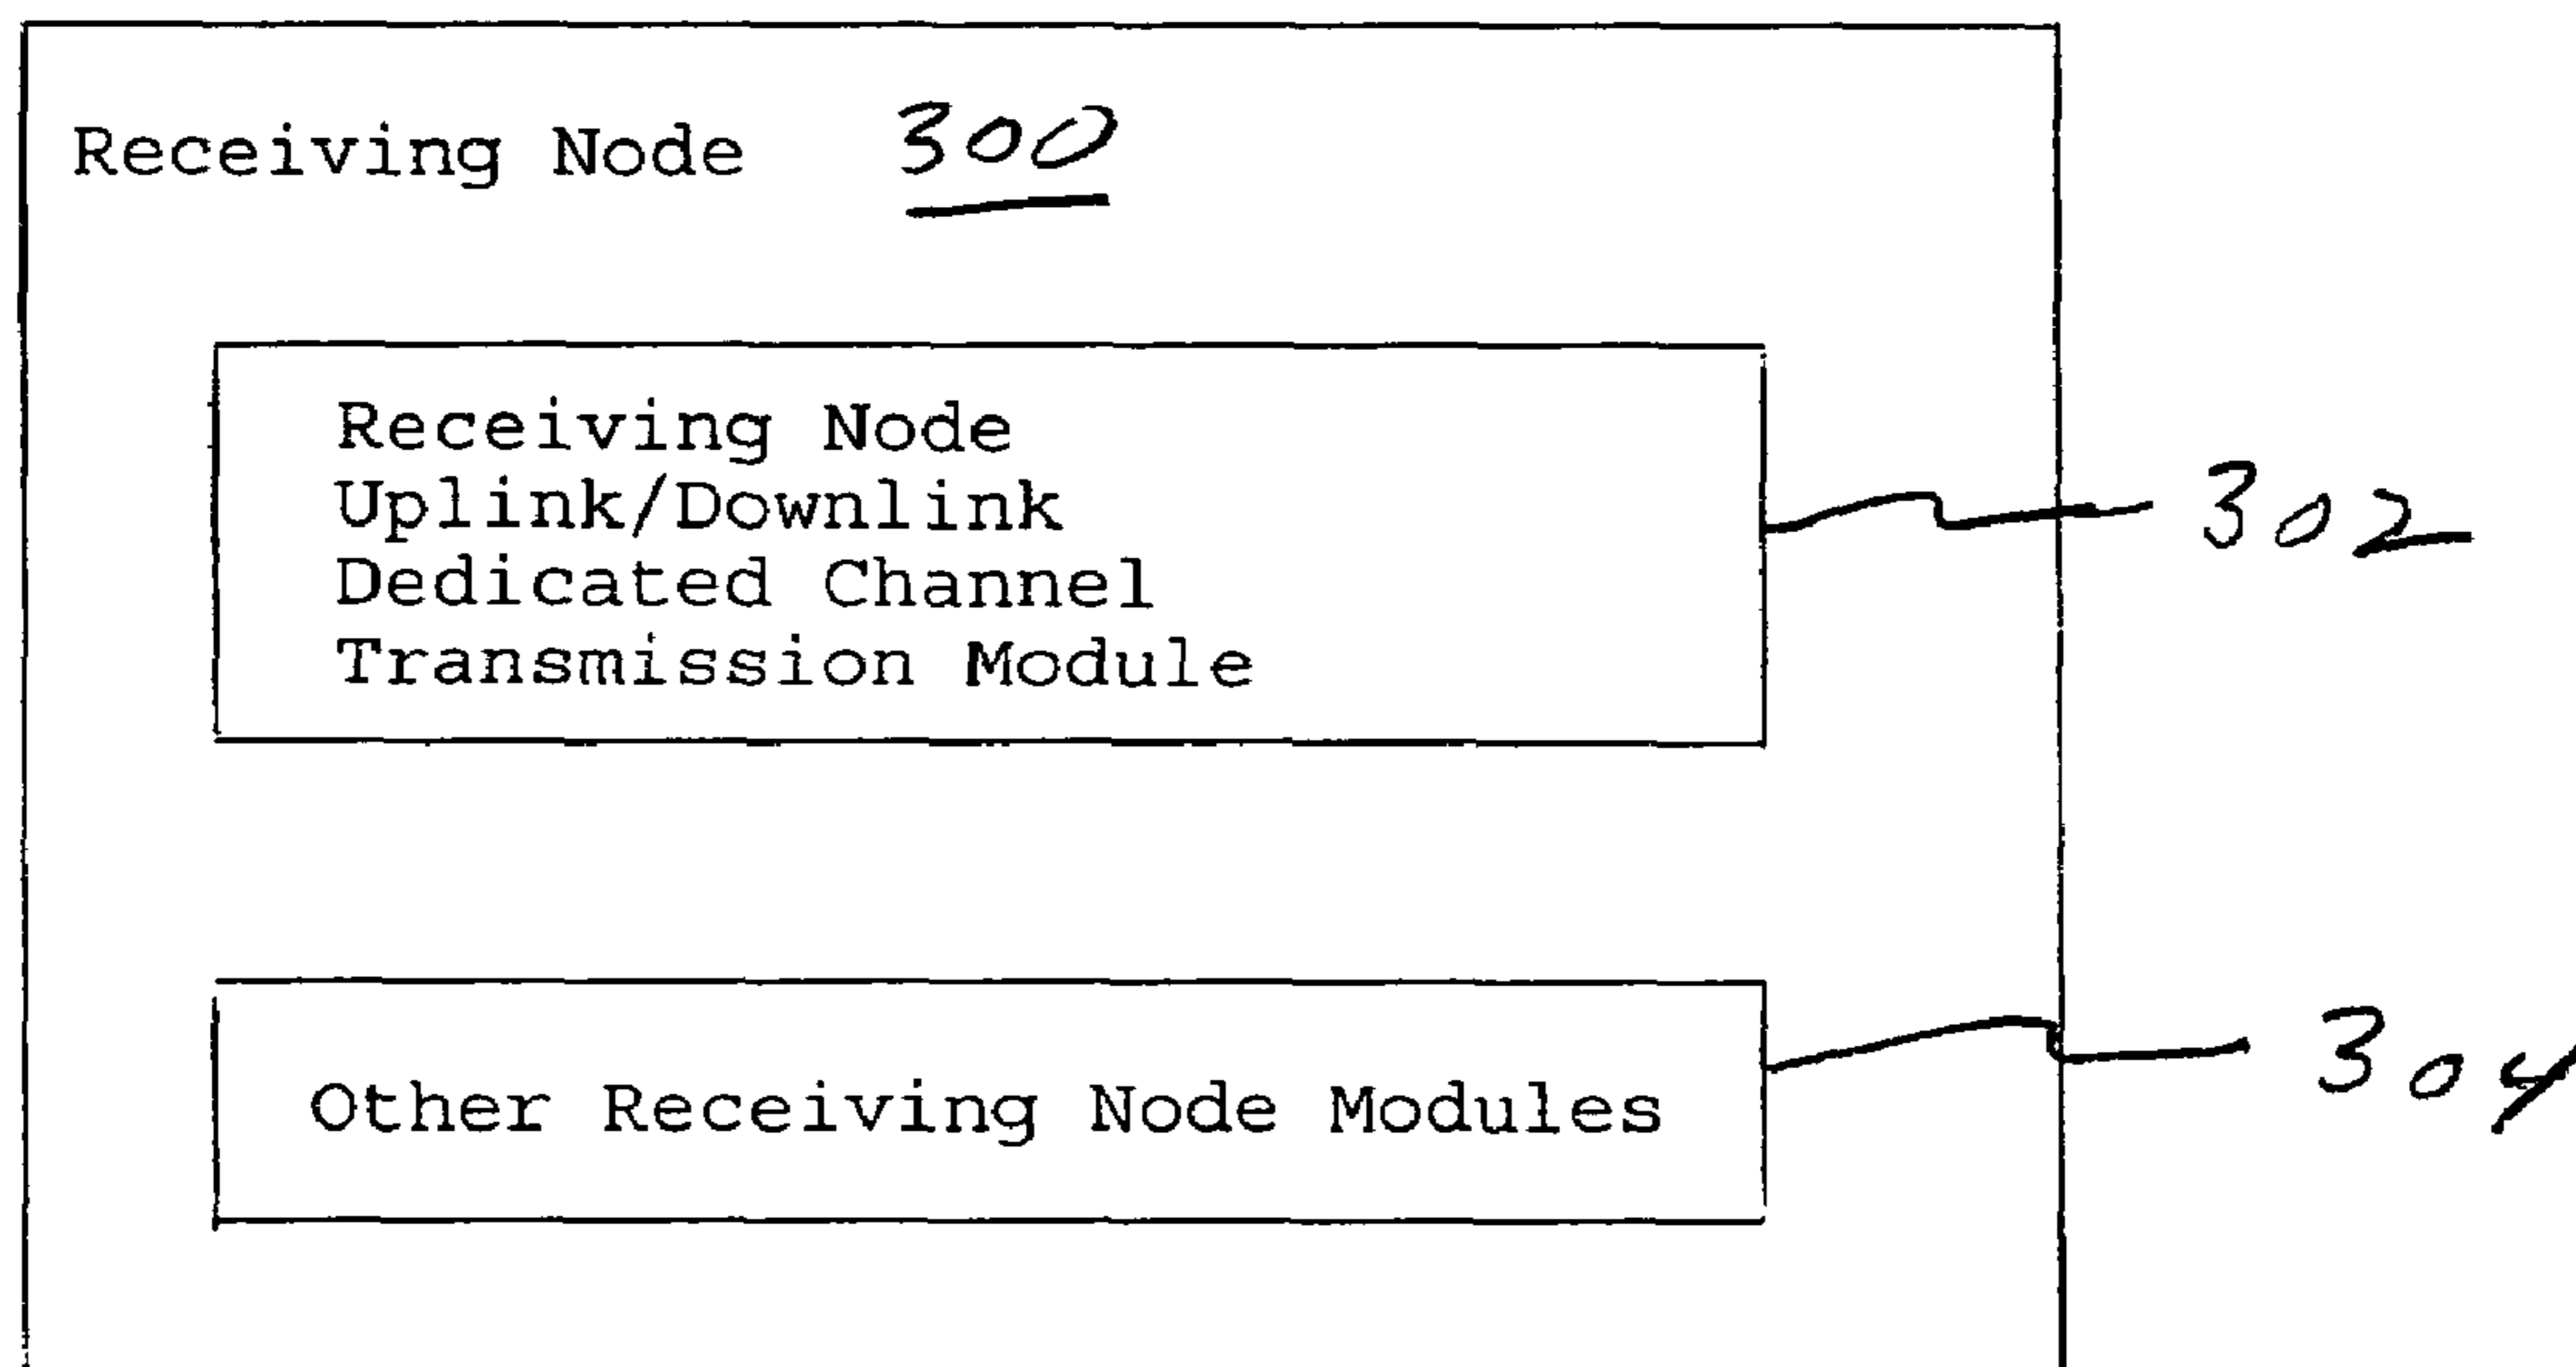 Receiving Node 300
Receiving Node
Uplink/Downlink
Dedicated Channel
Transmission Module
302
Other Receiving Node Modules
304